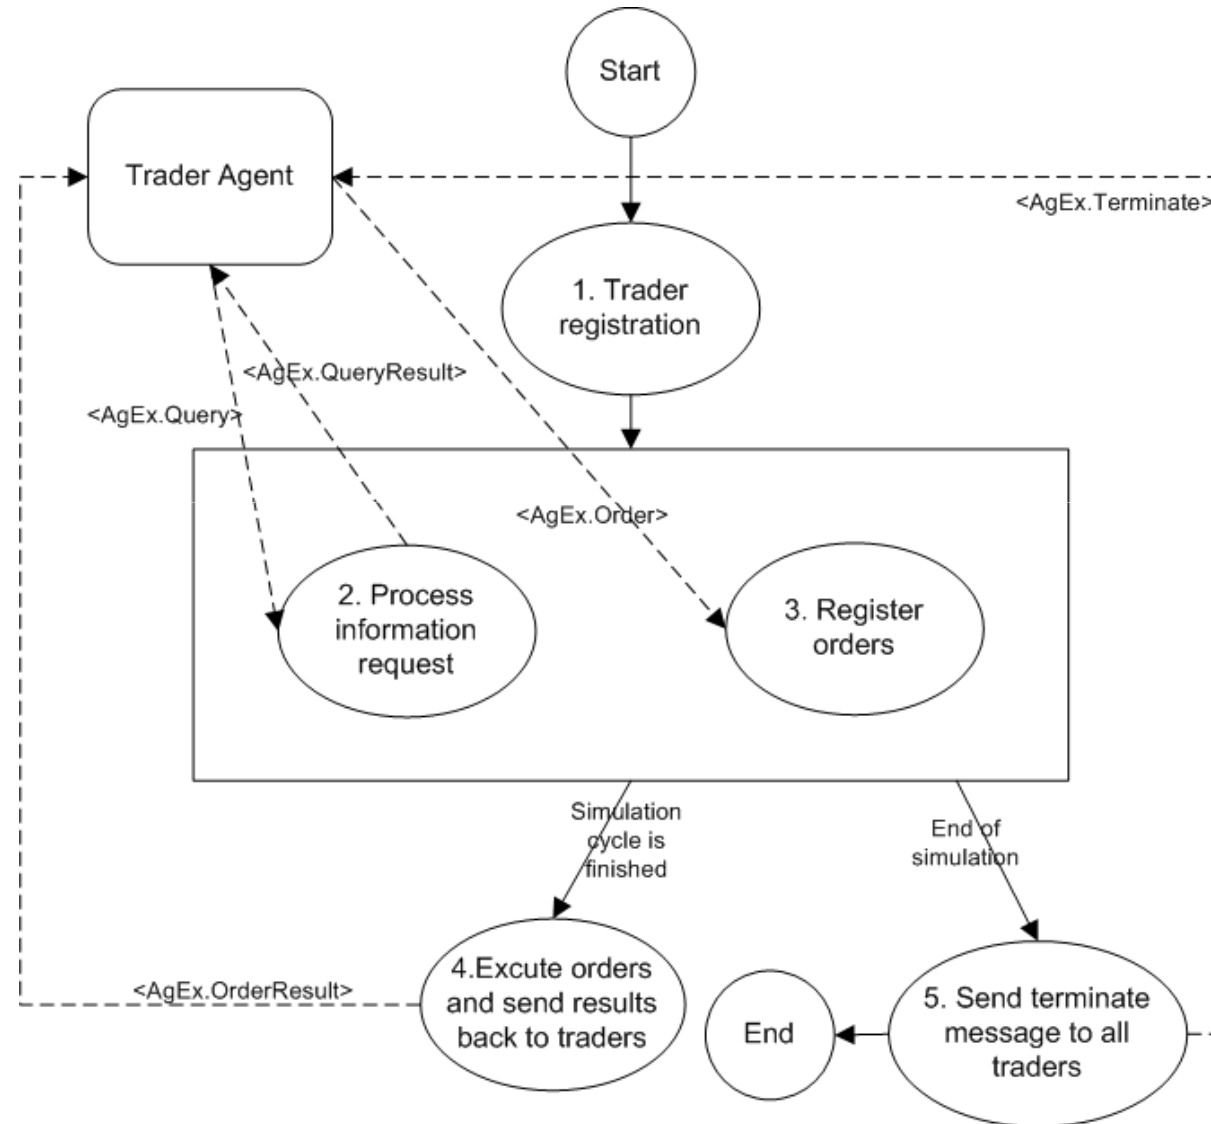 Start
Trader Agent
<AgEx.Terminate>
1. Trader
registration
<AgEx.QueryResult>
<AgEx.Query>
<AgEx.Order>
2. Process
information
request
3. Register
orders
Simulation
cycle is
finished
End of
simulation
4.Excute orders
and send results
back to traders
<AgEx.OrderResult>
End
5. Send terminate
message to all
traders